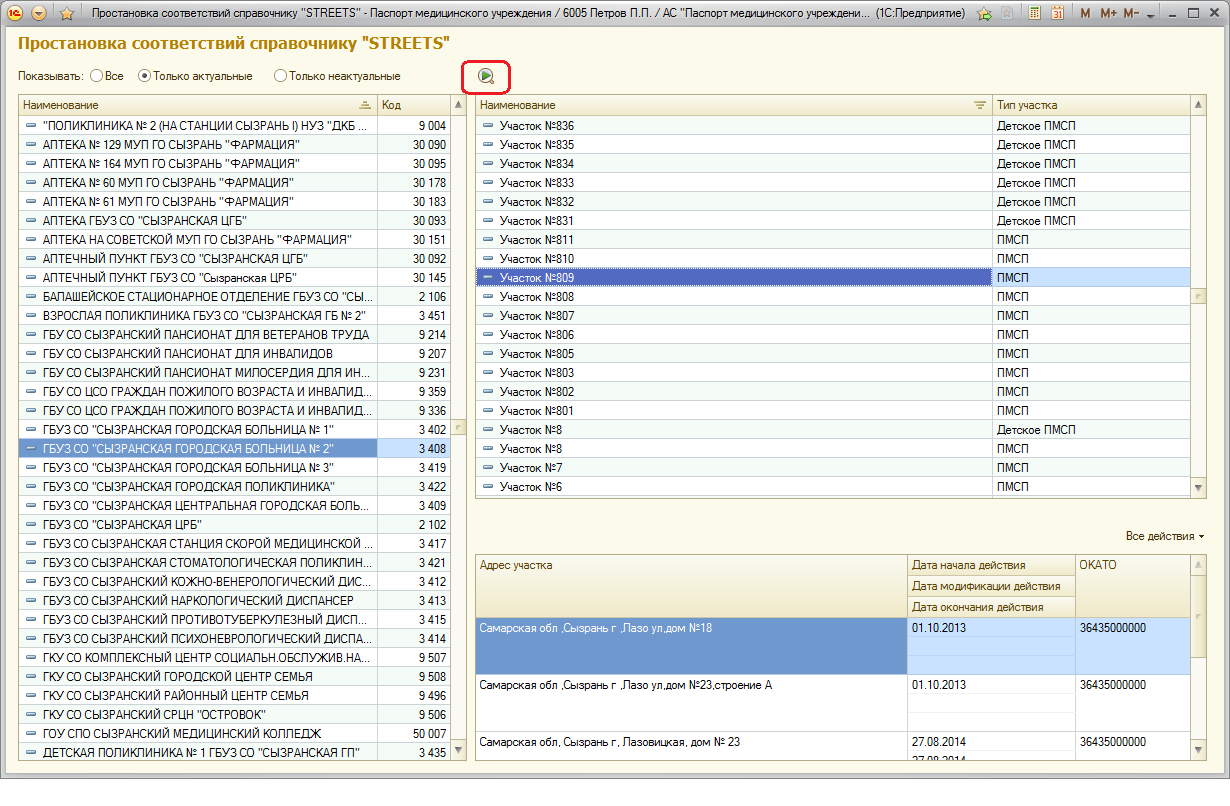 Простановка соответствий справочнику "STREETS" - Паспорт медицинского учреждения / 6005 Петров П.П. / АС "Паспорт медицинского учреждени... (1С:Предприятие)
M M+ M-
Простановка соответствий справочнику "STREETS"
Показывать: Все Только актуальные Только неактуальные
Наименование Код
"ПОЛИКЛИНИКА № 2 (НА СТАНЦИИ СЫЗРАНЬ I) НУЗ "ДКБ ... 9 004
АПТЕКА № 129 МУП ГО СЫЗРАНЬ "ФАРМАЦИЯ" 30 090
АПТЕКА № 164 МУП ГО СЫЗРАНЬ "ФАРМАЦИЯ" 30 095
АПТЕКА № 60 МУП ГО СЫЗРАНЬ "ФАРМАЦИЯ" 30 178
АПТЕКА № 61 МУП ГО СЫЗРАНЬ "ФАРМАЦИЯ" 30 183
АПТЕКА ГБУЗ СО "СЫЗРАНСКАЯ ЦГБ" 30 093
АПТЕКА НА СОВЕТСКОЙ МУП ГО СЫЗРАНЬ "ФАРМАЦИЯ" 30 151
АПТЕЧНЫЙ ПУНКТ ГБУЗ СО "СЫЗРАНСКАЯ ЦГБ" 30 092
АПТЕЧНЫЙ ПУНКТ ГБУЗ СО "Сызранская ЦРБ" 30 145
БАЛАШЕЙСКОЕ СТАЦИОНАРНОЕ ОТДЕЛЕНИЕ ГБУЗ СО "СЫ... 2 106
ВЗРОСЛАЯ ПОЛИКЛИНИКА ГБУЗ СО "СЫЗРАНСКАЯ ГБ № 2" 3 451
ГБУ СО СЫЗРАНСКИЙ ПАНСИОНАТ ДЛЯ ВЕТЕРАНОВ ТРУДА 9 214
ГБУ СО СЫЗРАНСКИЙ ПАНСИОНАТ ДЛЯ ИНВАЛИДОВ 9 207
ГБУ СО СЫЗРАНСКИЙ ПАНСИОНАТ МИЛОСЕРДИЯ ДЛЯ ИН... 9 231
ГБУ СО ЦСО ГРАЖДАН ПОЖИЛОГО ВОЗРАСТА И ИНВАЛИД... 9 359
ГБУ СО ЦСО ГРАЖДАН ПОЖИЛОГО ВОЗРАСТА И ИНВАЛИД... 9 336
ГБУЗ СО "СЫЗРАНСКАЯ ГОРОДСКАЯ БОЛЬНИЦА № 1" 3 402
ГБУЗ СО "СЫЗРАНСКАЯ ГОРОДСКАЯ БОЛЬНИЦА № 2" 3 408
ГБУЗ СО "СЫЗРАНСКАЯ ГОРОДСКАЯ БОЛЬНИЦА № 3" 3 419
ГБУЗ СО "СЫЗРАНСКАЯ ГОРОДСКАЯ ПОЛИКЛИНИКА" 3 422
ГБУЗ СО "СЫЗРАНСКАЯ ЦЕНТРАЛЬНАЯ ГОРОДСКАЯ БОЛЬ... 3 409
ГБУЗ СО "СЫЗРАНСКАЯ ЦРБ" 2 102
ГБУЗ СО СЫЗРАНСКАЯ СТАНЦИЯ СКОРОЙ МЕДИЦИНСКОЙ ... 3 417
ГБУЗ СО СЫЗРАНСКАЯ СТОМАТОЛОГИЧЕСКАЯ ПОЛИКЛИН... 3 421
ГБУЗ СО СЫЗРАНСКИЙ КОЖНО-ВЕНЕРОЛОГИЧЕСКИЙ ДИС... 3 412
ГБУЗ СО СЫЗРАНСКИЙ НАРКОЛОГИЧЕСКИЙ ДИСПАНСЕР 3 413
ГБУЗ СО СЫЗРАНСКИЙ ПРОТИВОТУБЕРКУЛЕЗНЫЙ ДИСП... 3 415
ГБУЗ СО СЫЗРАНСКИЙ ПСИХОНЕВРОЛОГИЧЕСКИЙ ДИСПА... 3 414
ГКУ СО КОМПЛЕКСНЫЙ ЦЕНТР СОЦИАЛЬН.ОБСЛУЖИВ.НА... 9 507
ГКУ СО СЫЗРАНСКИЙ ГОРОДСКОЙ ЦЕНТР СЕМЬЯ 9 508
ГКУ СО СЫЗРАНСКИЙ РАЙОННЫЙ ЦЕНТР СЕМЬЯ 9 496
ГКУ СО СЫЗРАНСКИЙ СРЦН "ОСТРОВОК" 9 506
ГОУ СПО СЫЗРАНСКИЙ МЕДИЦИНСКИЙ КОЛЛЕДЖ 50 007
ДЕТСКАЯ ПОЛИКЛИНИКА № 1 ГБУЗ СО "СЫЗРАНСКАЯ ГП" 3 435
Наименование Тип участка
Участок №836 Детское ПМСП
Участок №835 Детское ПМСП
Участок №834 Детское ПМСП
Участок №833 Детское ПМСП
Участок №832 Детское ПМСП
Участок №831 Детское ПМСП
Участок №811 ПМСП
Участок №810 ПМСП
Участок №809 ПМСП
Участок №808 ПМСП
Участок №807 ПМСП
Участок №806 ПМСП
Участок №805 ПМСП
Участок №803 ПМСП
Участок №802 ПМСП
Участок №801 ПМСП
Участок №8 Детское ПМСП
Участок №8 ПМСП
Участок №7 ПМСП
Участок №6 ПМСП
Все действия
Адрес участка Дата начала действия ОКАТО
Дата модификации действия
Дата окончания действия
Самарская обл ,Сызрань г ,Лазо ул,дом №18 01.10.2013 36435000000
Самарская обл ,Сызрань г ,Лазо ул,дом №23,строение А 01.10.2013 36435000000
Самарская обл, Сызрань г, Лазовицкая, дом № 23 27.08.2014 36435000000
27.08.2014